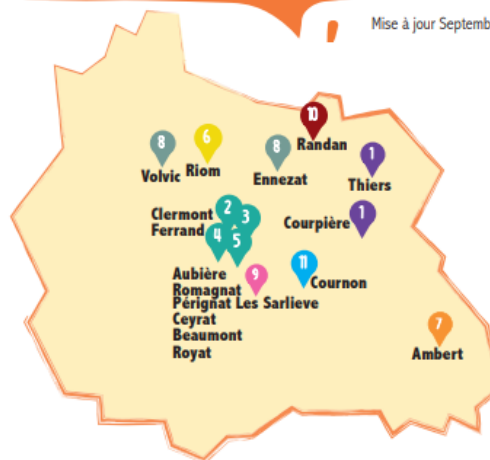 Mise à jour Septemb
10
Randan
8
Volvic
6
Riom
8
Ennezat
1
Thiers
Clermont
Ferrand
2
3
4
5
1
Courpière
9
11
Cournon
Aubière
Romagnat
Pérignat Les Sarlieve
Ceyrat
Beaumont
Royat
7
Ambert